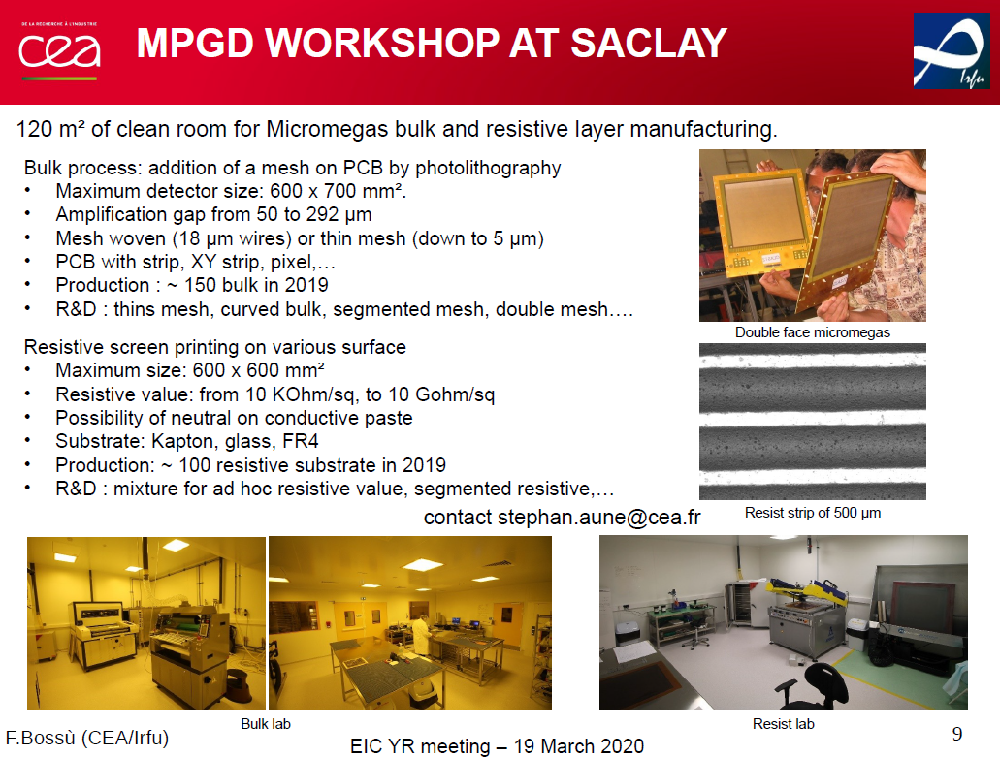 DE LA RECHERCHE À L'INDUSTRIE
cea
MPGD WORKSHOP AT SACLAY
Irfu
120 m² of clean room for Micromegas bulk and resistive layer manufacturing.
Bulk process: addition of a mesh on PCB by photolithography
• Maximum detector size: 600 x 700 mm².
• Amplification gap from 50 to 292 µm
• Mesh woven (18 µm wires) or thin mesh (down to 5 µm)
• PCB with strip, XY strip, pixel,…
• Production : ~ 150 bulk in 2019
• R&D : thins mesh, curved bulk, segmented mesh, double mesh….
Double face micromegas
Resistive screen printing on various surface
• Maximum size: 600 x 600 mm²
• Resistive value: from 10 KOhm/sq, to 10 Gohm/sq
• Possibility of neutral on conductive paste
• Substrate: Kapton, glass, FR4
• Production: ~ 100 resistive substrate in 2019
• R&D : mixture for ad hoc resistive value, segmented resistive,…
Resist strip of 500 µm
contact stephan.aune@cea.fr
Bulk lab
Resist lab
F.Bossù (CEA/Irfu)
EIC YR meeting – 19 March 2020
9